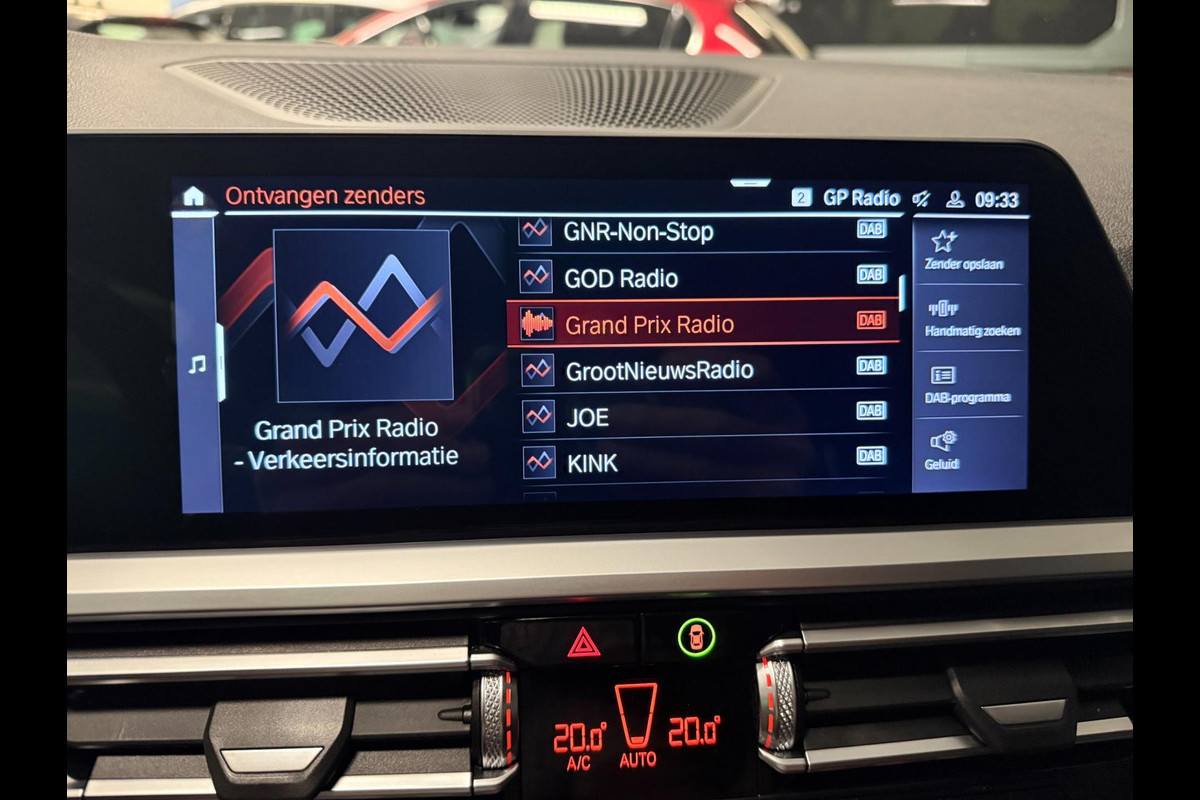 Ontvangen zenders
2 GP Radio 09:33
GNR-Non-Stop DAB
GOD Radio DAB
Grand Prix Radio DAB
GrootNieuwsRadio DAB
JOE DAB
KINK DAB
Grand Prix Radio
- Verkeersinformatie
Zender opslaan
Handmatig zoeken
DAB-programma
Geluid
20.0° 20.0°
A/C AUTO